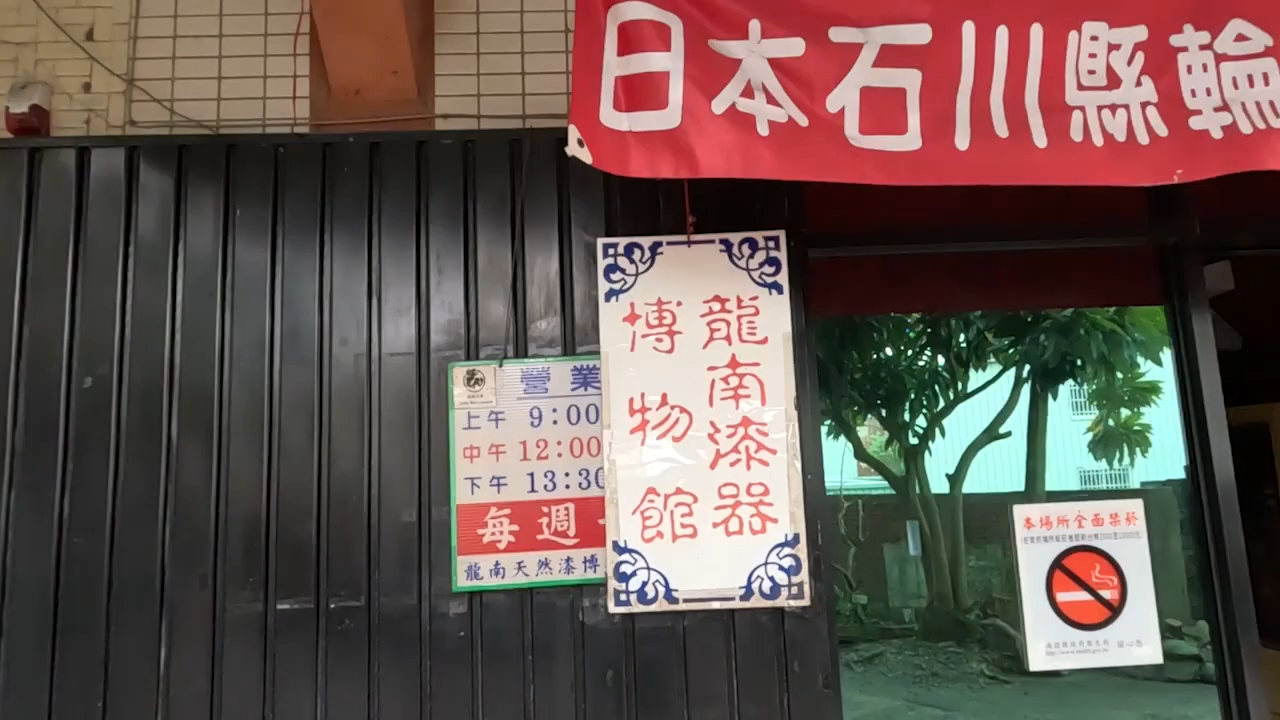 日本石川縣輪
龍南漆器
博物館
營業
上午 9:00
中午 12:00
下午 13:30
每週
龍南天然漆博
本場所全面禁菸